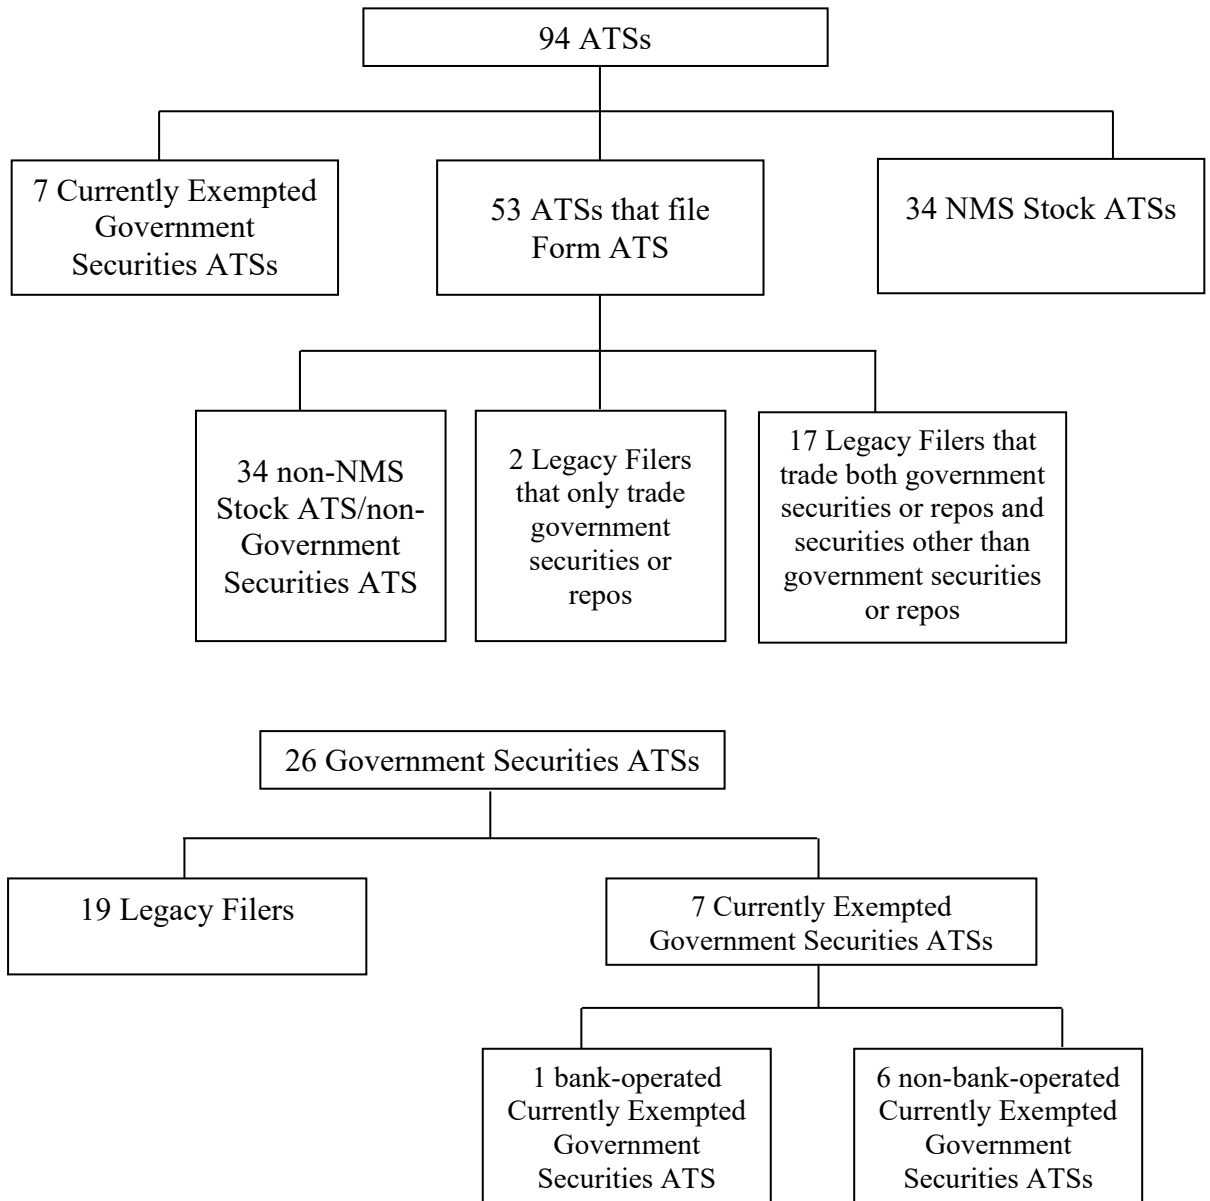 94 ATSs
7 Currently Exempted
Government
Securities ATSs
53 ATSs that file
Form ATS
34 NMS Stock ATSs
34 non-NMS
Stock ATS/non-
Government
Securities ATS
2 Legacy Filers
that only trade
government
securities or
repos
17 Legacy Filers that
trade both government
securities or repos and
securities other than
government securities
or repos
26 Government Securities ATSs
19 Legacy Filers
7 Currently Exempted
Government Securities ATSs
1 bank-operated
Currently Exempted
Government
Securities ATS
6 non-bank-operated
Currently Exempted
Government
Securities ATSs